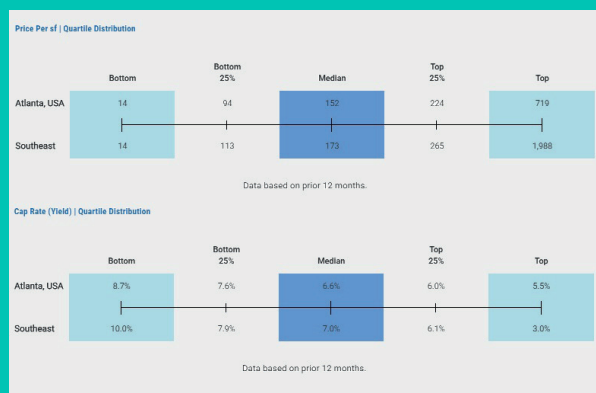 Price Per sf | Quartile Distribution
Bottom Bottom 25% Median Top 25% Top
Atlanta, USA 14 94 152 224 719
Southeast 14 113 173 265 1,988
Data based on prior 12 months.
Cap Rate (Yield) | Quartile Distribution
Bottom Bottom 25% Median Top 25% Top
Atlanta, USA 8.7% 7.6% 6.6% 6.0% 5.5%
Southeast 10.0% 7.9% 7.0% 6.1% 3.0%
Data based on prior 12 months.